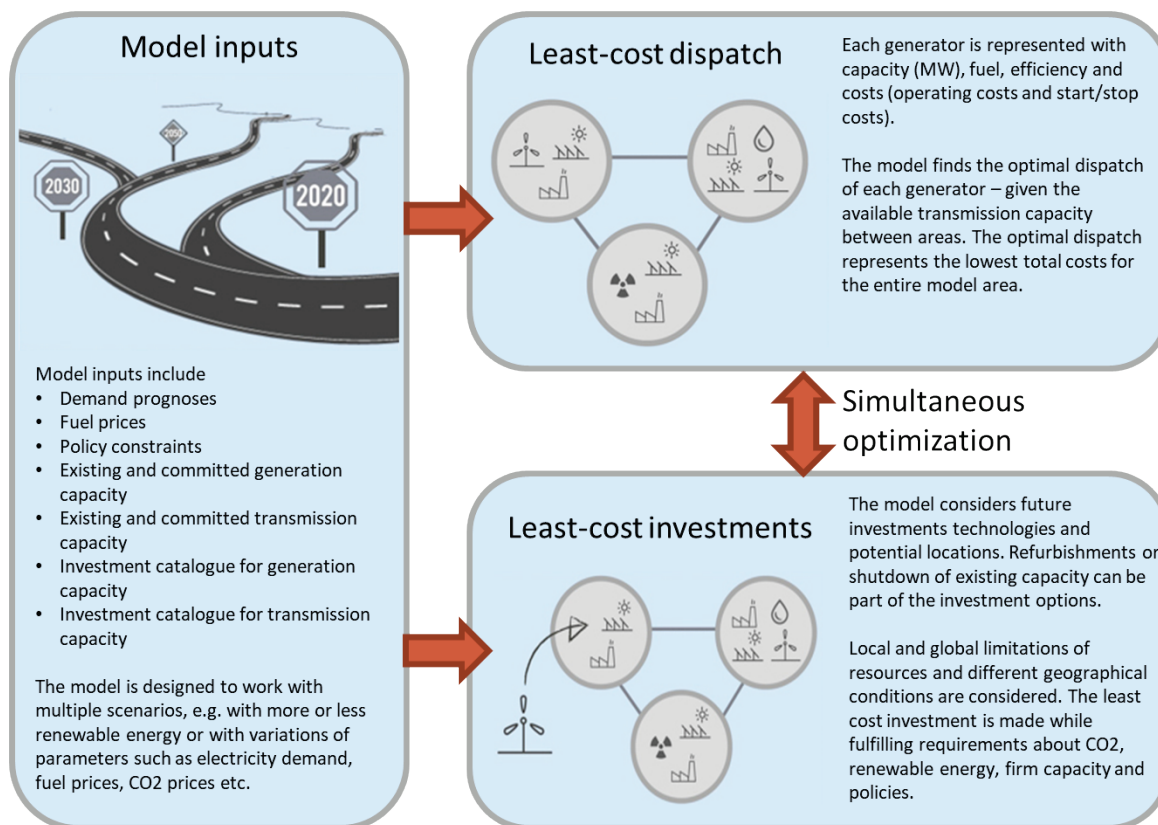 Model inputs
2050
2030
2020
Model inputs include
• Demand prognoses
• Fuel prices
• Policy constraints
• Existing and committed generation
capacity
• Existing and committed transmission
capacity
• Investment catalogue for generation
capacity
• Investment catalogue for transmission
capacity
The model is designed to work with
multiple scenarios, e.g. with more or less
renewable energy or with variations of
parameters such as electricity demand,
fuel prices, CO2 prices etc.
Least-cost dispatch
Each generator is represented with
capacity (MW), fuel, efficiency and
costs (operating costs and start/stop
costs).
The model finds the optimal dispatch
of each generator – given the
available transmission capacity
between areas. The optimal dispatch
represents the lowest total costs for
the entire model area.
Simultaneous
optimization
Least-cost investments
The model considers future
investments technologies and
potential locations. Refurbishments or
shutdown of existing capacity can be
part of the investment options.
Local and global limitations of
resources and different geographical
conditions are considered. The least
cost investment is made while
fulfilling requirements about CO2,
renewable energy, firm capacity and
policies.